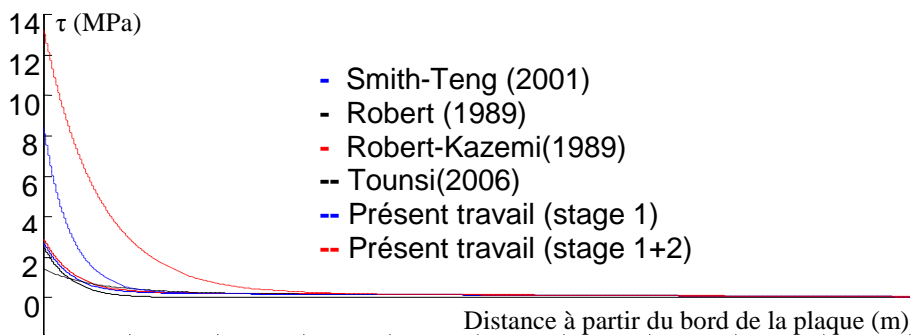 14
τ (MPa)
12
10
8
6
4
2
0
- Smith-Teng (2001)
- Robert (1989)
- Robert-Kazemi(1989)
-- Tounsi(2006)
-- Présent travail (stage 1)
-- Présent travail (stage 1+2)
Distance à partir du bord de la plaque (m)